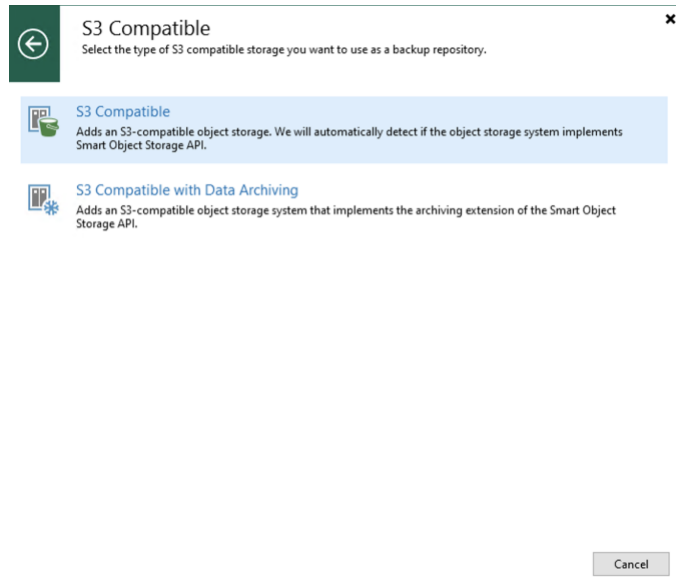 S3 Compatible
Select the type of S3 compatible storage you want to use as a backup repository.
S3 Compatible
Adds an S3-compatible object storage. We will automatically detect if the object storage system implements
Smart Object Storage API.
S3 Compatible with Data Archiving
Adds an S3-compatible object storage system that implements the archiving extension of the Smart Object
Storage API.
Cancel